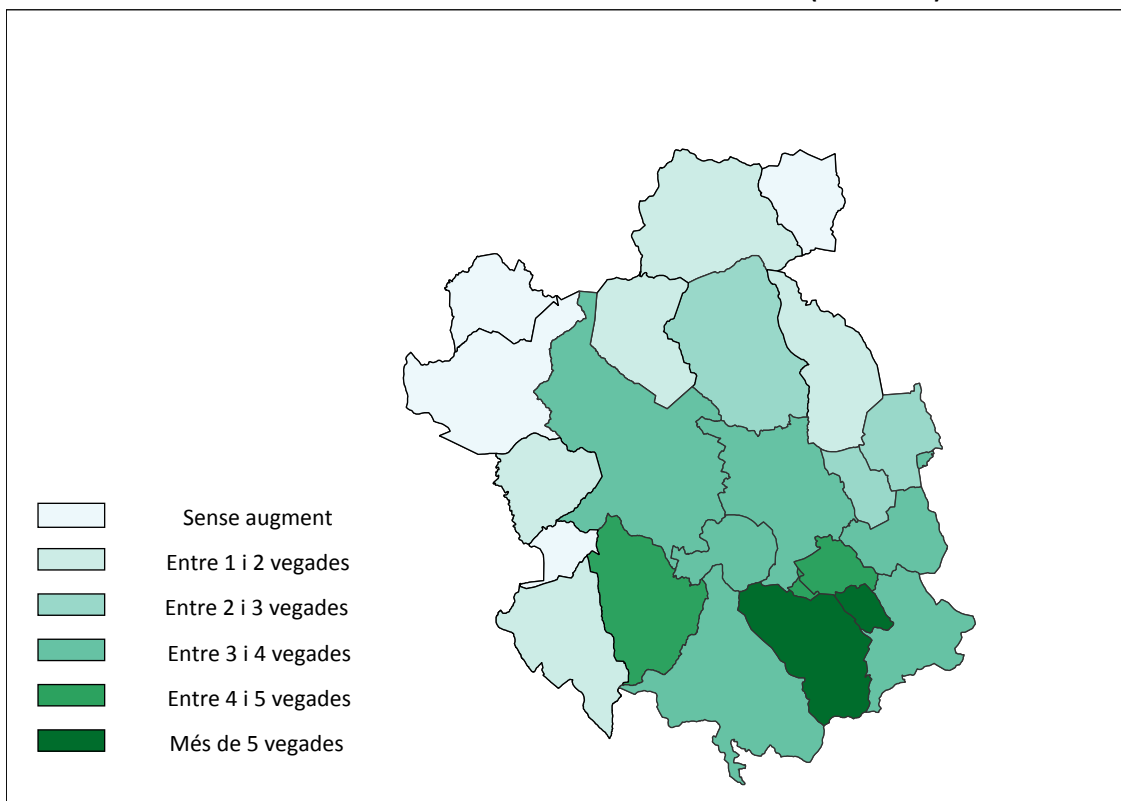 Sense augment
Entre 1 i 2 vegades
Entre 2 i 3 vegades
Entre 3 i 4 vegades
Entre 4 i 5 vegades
Més de 5 vegades